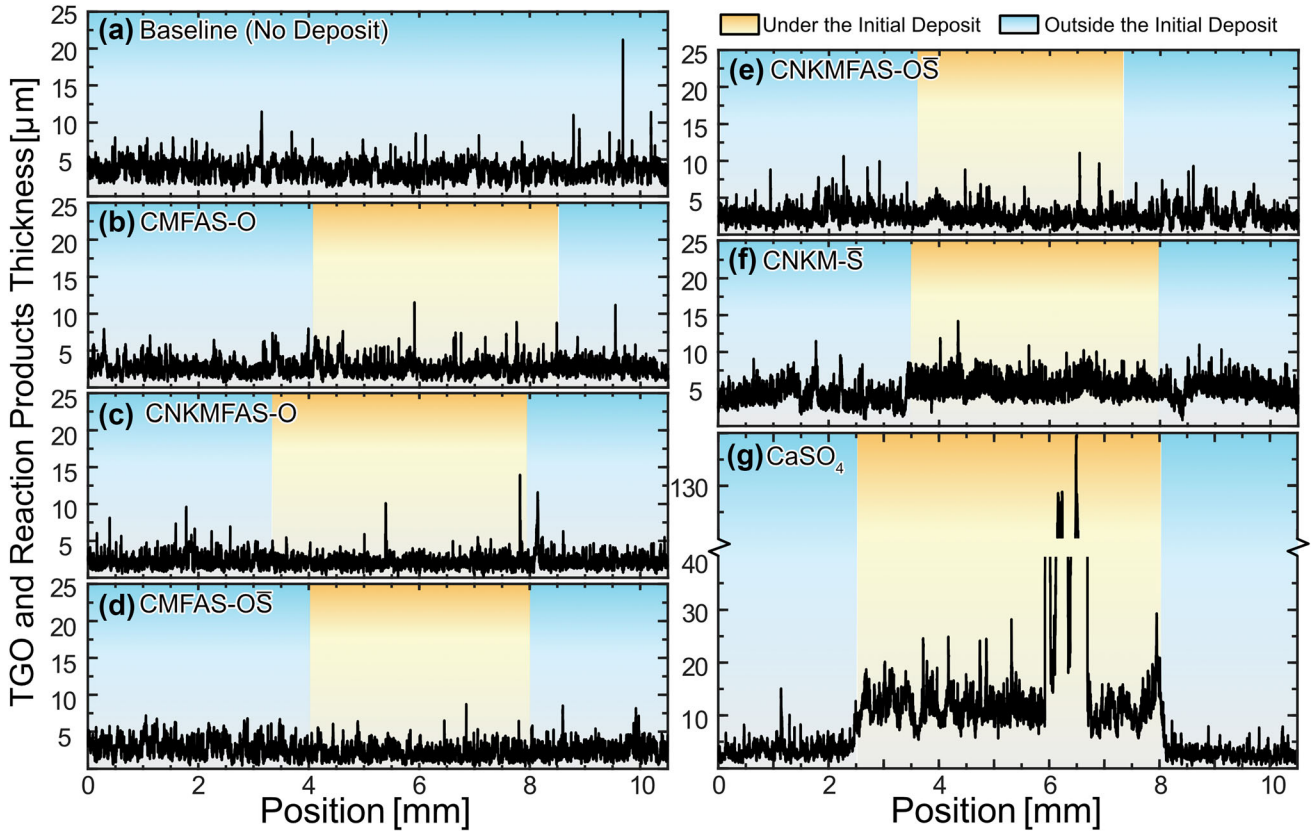 TGO and Reaction Products Thickness [μm]
(a) Baseline (No Deposit)
25
20
15
10
5
(b) CMFAS-O
25
20
15
10
5
(c) CNKMFAS-O
25
20
15
10
5
(d) CMFAS-OS̅
25
20
15
10
5
0 2 4 6 8 10
Position [mm]
Under the Initial Deposit Outside the Initial Deposit
(e) CNKMFAS-OS̅
25
20
15
10
5
(f) CNKM-S̅
25
20
15
10
5
(g) CaSO₄
130
40
30
20
10
0 2 4 6 8 10
Position [mm]